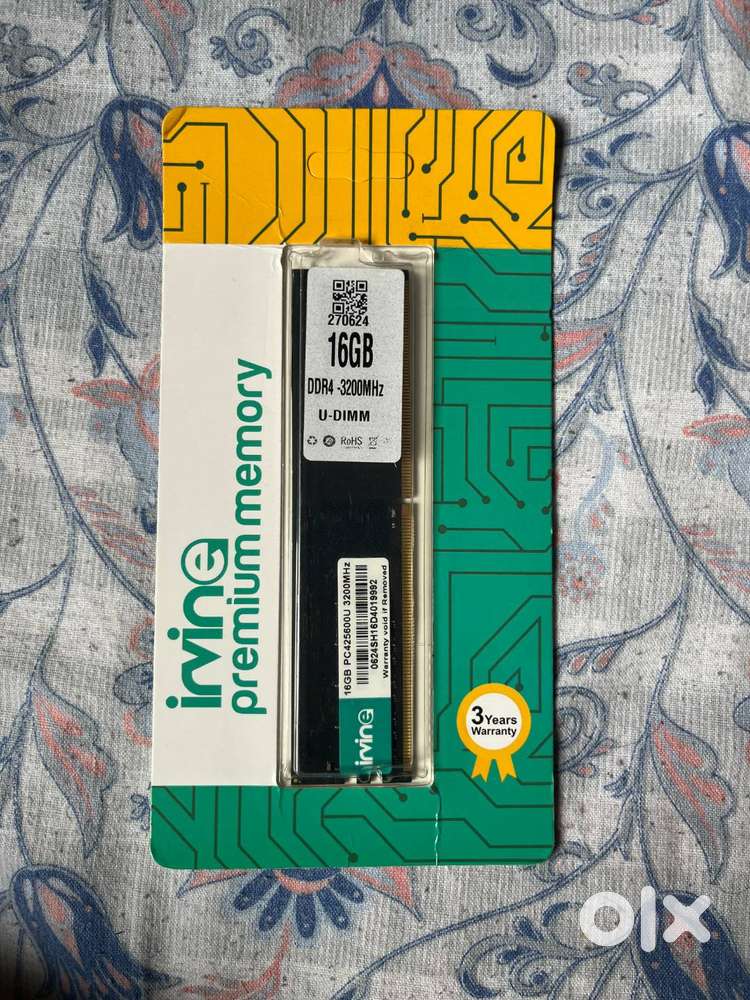 270624
16GB
DDR4 -3200MHz
U-DIMM
RoHS
irvine
premium memory
irvine
16GB PC425600U 3200MHz
0624SH16D4019992
Warranty void if Removed
3 Years
Warranty
olx